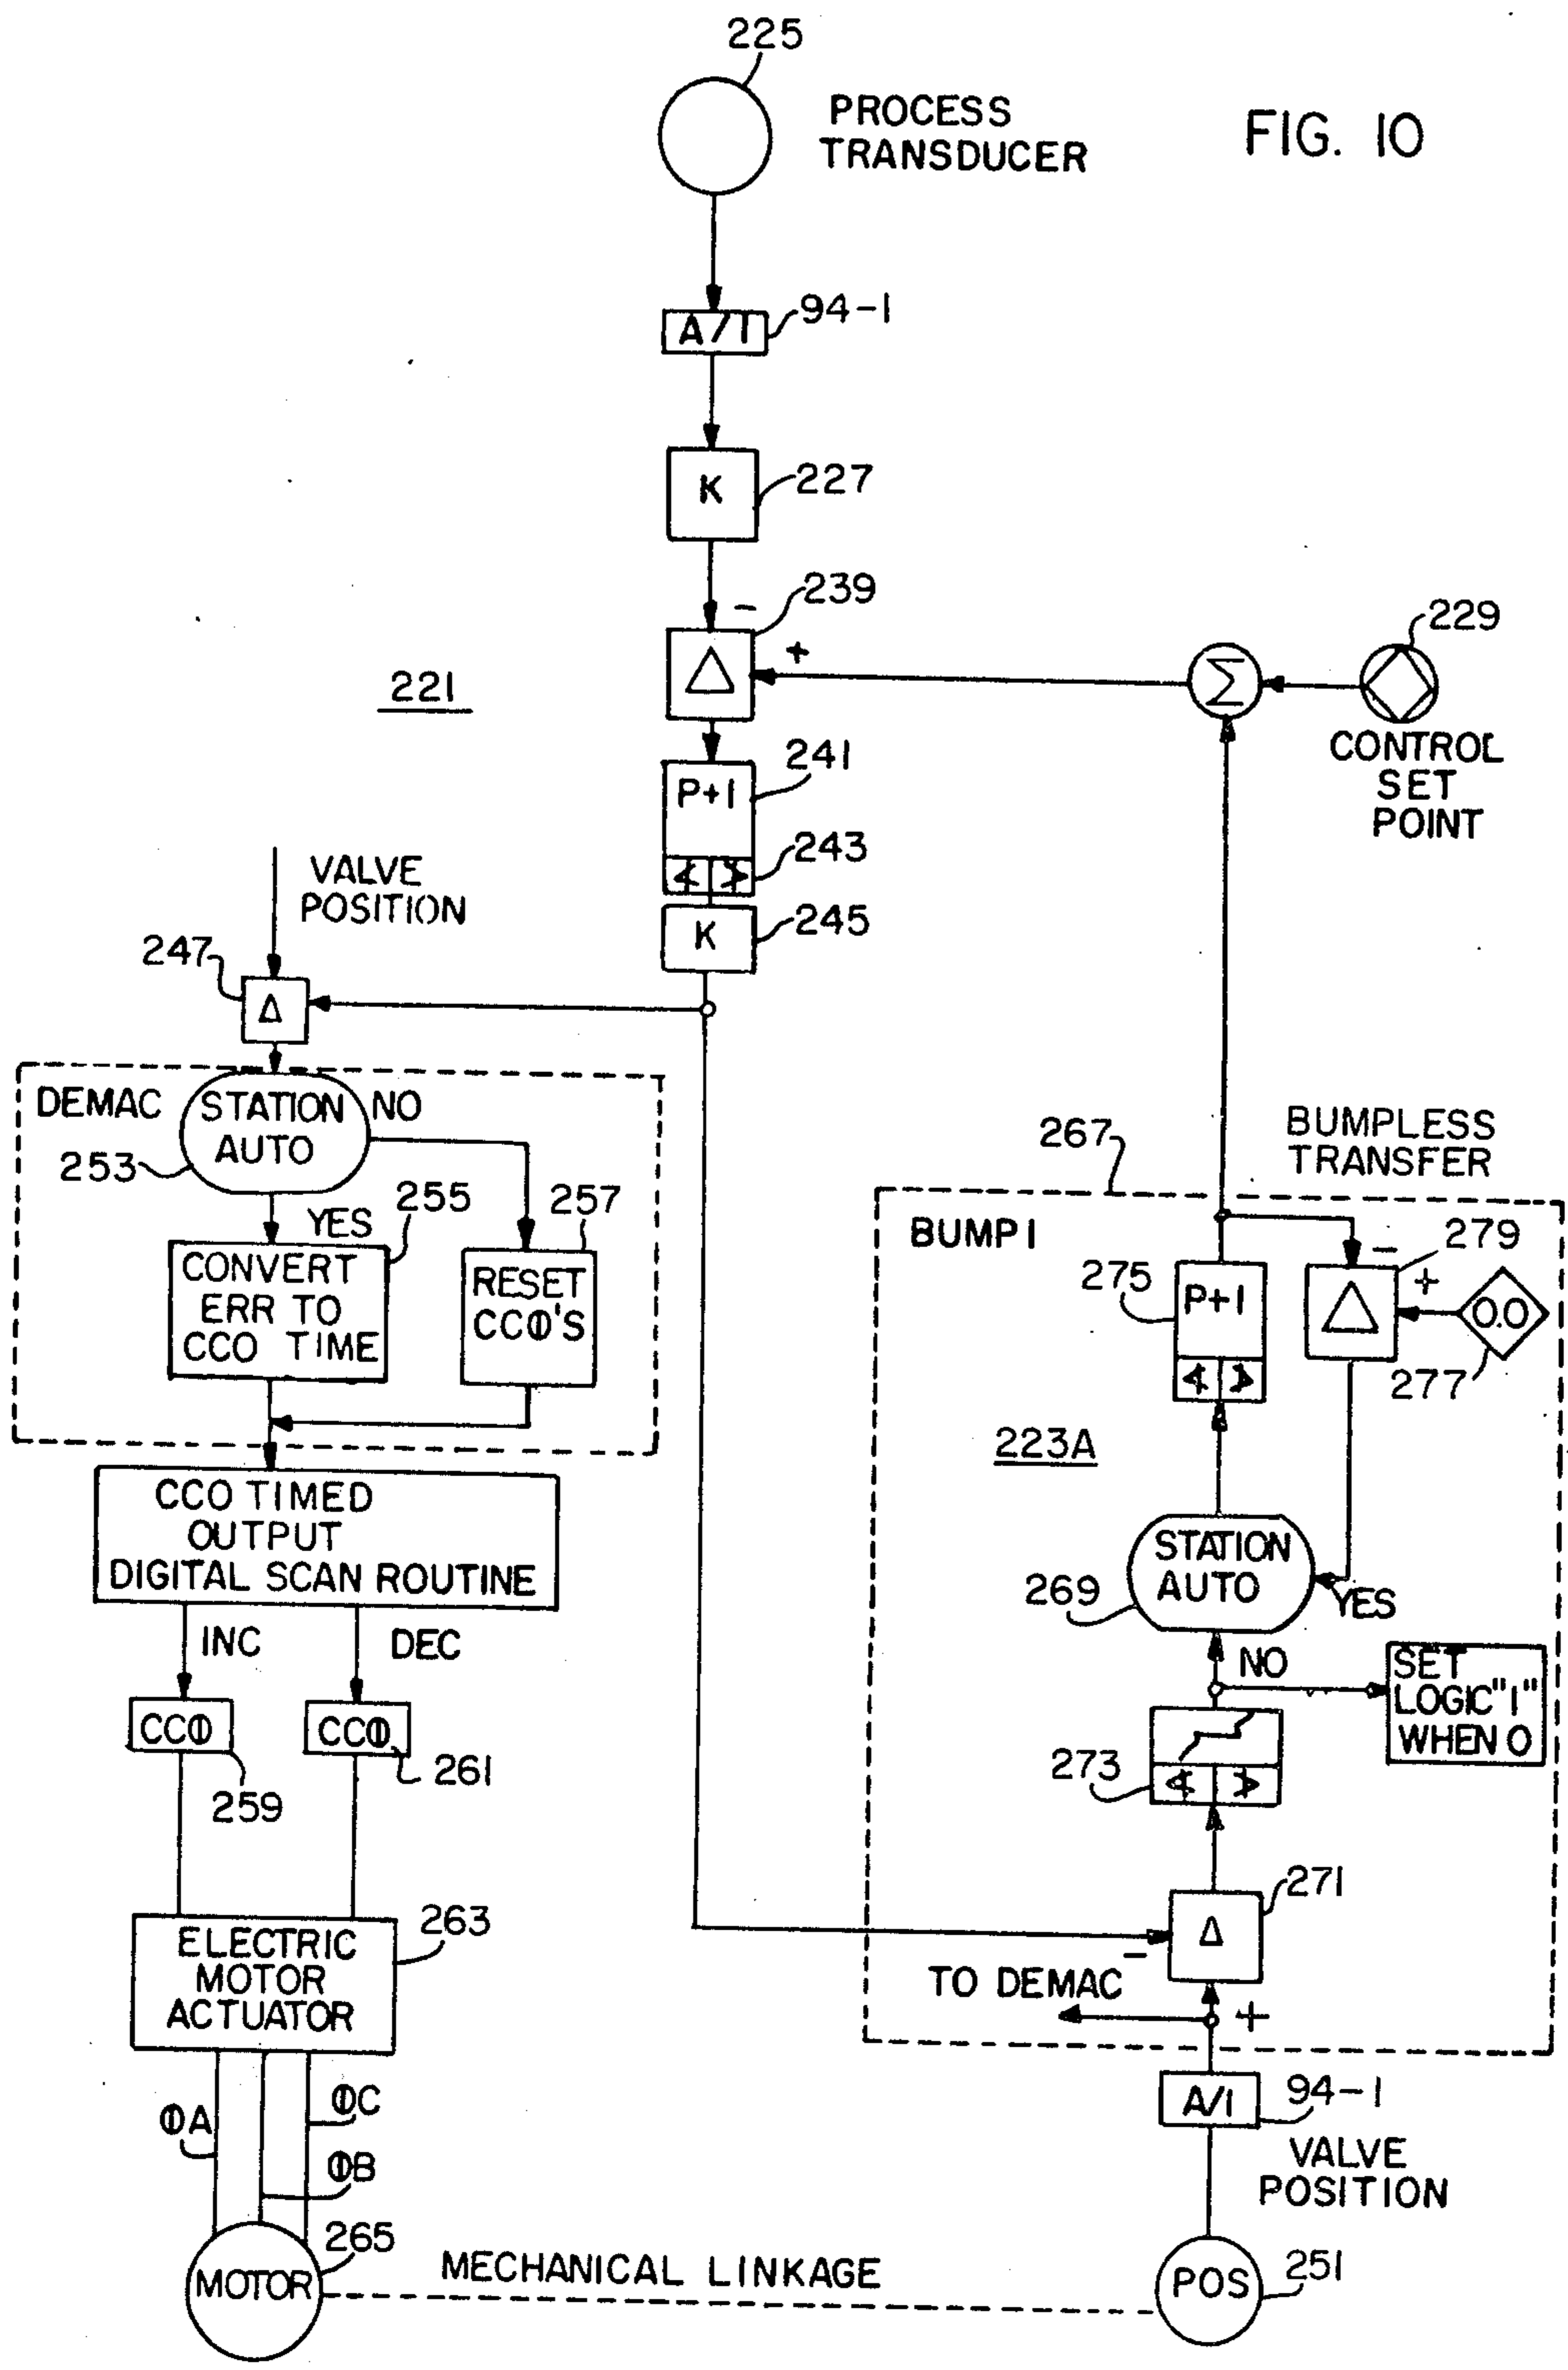 225
PROCESS
TRANSDUCER
FIG. 10
94-1
A/I
K
227
239
−
+
Δ
Σ
229
CONTROL
SET
POINT
221
241
P+I
243
<
>
K
245
VALVE
POSITION
247
Δ
DEMAC
STATION
AUTO
NO
253
YES
255
257
CONVERT
ERR TO
CCO TIME
RESET
CCO'S
CCO TIMED
OUTPUT
DIGITAL SCAN ROUTINE
INC
DEC
CCO
CCO
259
261
ELECTRIC
MOTOR
ACTUATOR
263
ΦA
ΦC
ΦB
MOTOR
265
MECHANICAL LINKAGE
267
BUMPLESS
TRANSFER
BUMP1
279
275
P+I
−
+
Δ
0.0
277
<
>
223A
STATION
AUTO
269
YES
NO
SET
LOGIC "1"
WHEN 0
273
<
>
271
Δ
−
TO DEMAC
+
A/I
94-1
VALVE
POSITION
POS
251